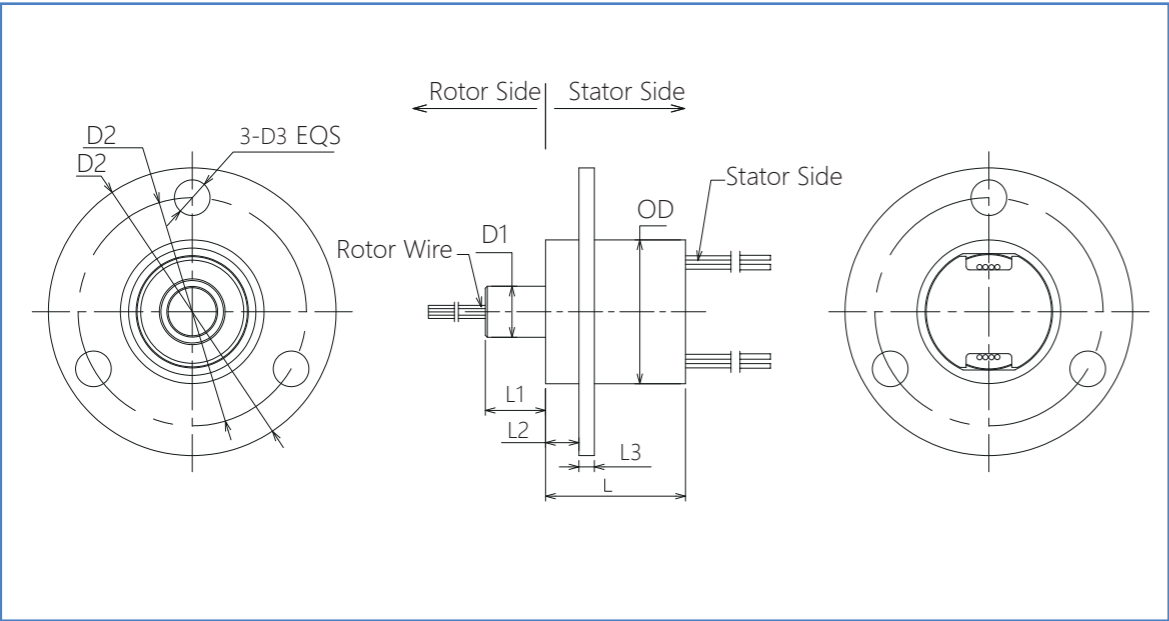 Rotor Side
Stator Side
D2
3-D3 EQS
D2
Stator Side
OD
D1
Rotor Wire
L1
L2
L3
L